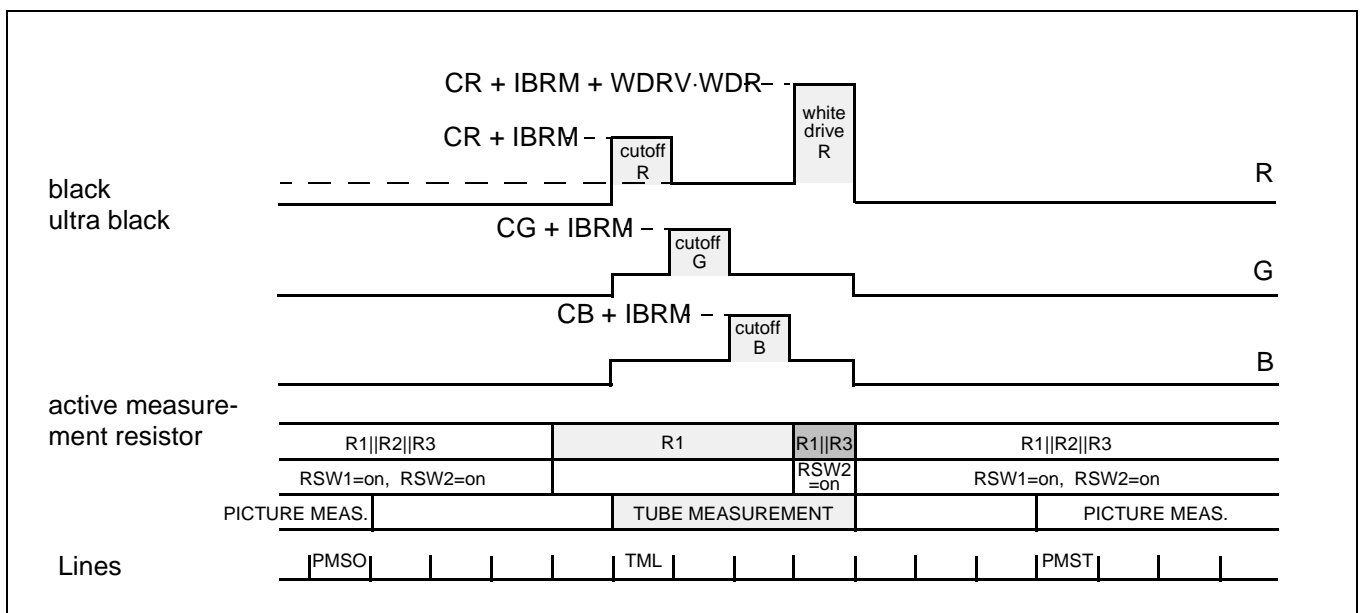 CR + IBRM + WDRV·WDR
white
drive
R
CR + IBRM
cutoff
R
R
black
ultra black
CG + IBRM
cutoff
G
G
CB + IBRM
cutoff
B
B
active measure-
ment resistor
R1||R2||R3
R1
R1||R3
R1||R2||R3
RSW1=on, RSW2=on
RSW2
=on
RSW1=on, RSW2=on
PICTURE MEAS.
TUBE MEASUREMENT
PICTURE MEAS.
Lines
PMSO
TML
PMST